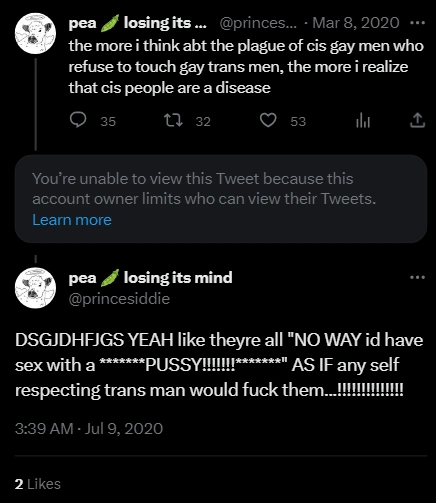 pea 🫛 losing its ... @princes... · Mar 8, 2020 ···
the more i think abt the plague of cis gay men who
refuse to touch gay trans men, the more i realize
that cis people are a disease
35 32 53
You're unable to view this Tweet because this
account owner limits who can view their Tweets.
Learn more
pea 🫛 losing its mind ···
@princesiddie
DSGJDHFJGS YEAH like theyre all "NO WAY id have
sex with a *******PUSSY!!!!!!!*******" AS IF any self
respecting trans man would fuck them...!!!!!!!!!!!!!!
3:39 AM · Jul 9, 2020
2 Likes